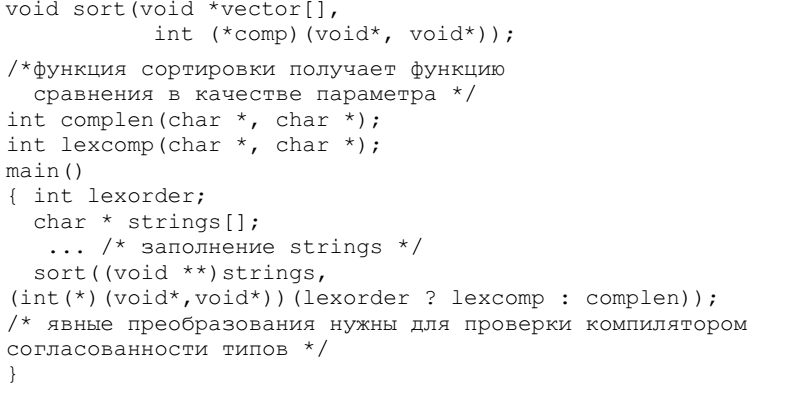 void sort(void *vector[],
int (*comp)(void*, void*));
/*функция сортировки получает функцию
сравнения в качестве параметра */
int complen(char *, char *);
int lexcomp(char *, char *);
main()
{ int lexorder;
char * strings[];
... /* заполнение strings */
sort((void **)strings,
(int(*)(void*,void*))(lexorder ? lexcomp : complen));
/* явные преобразования нужны для проверки компилятором
согласованности типов */
}